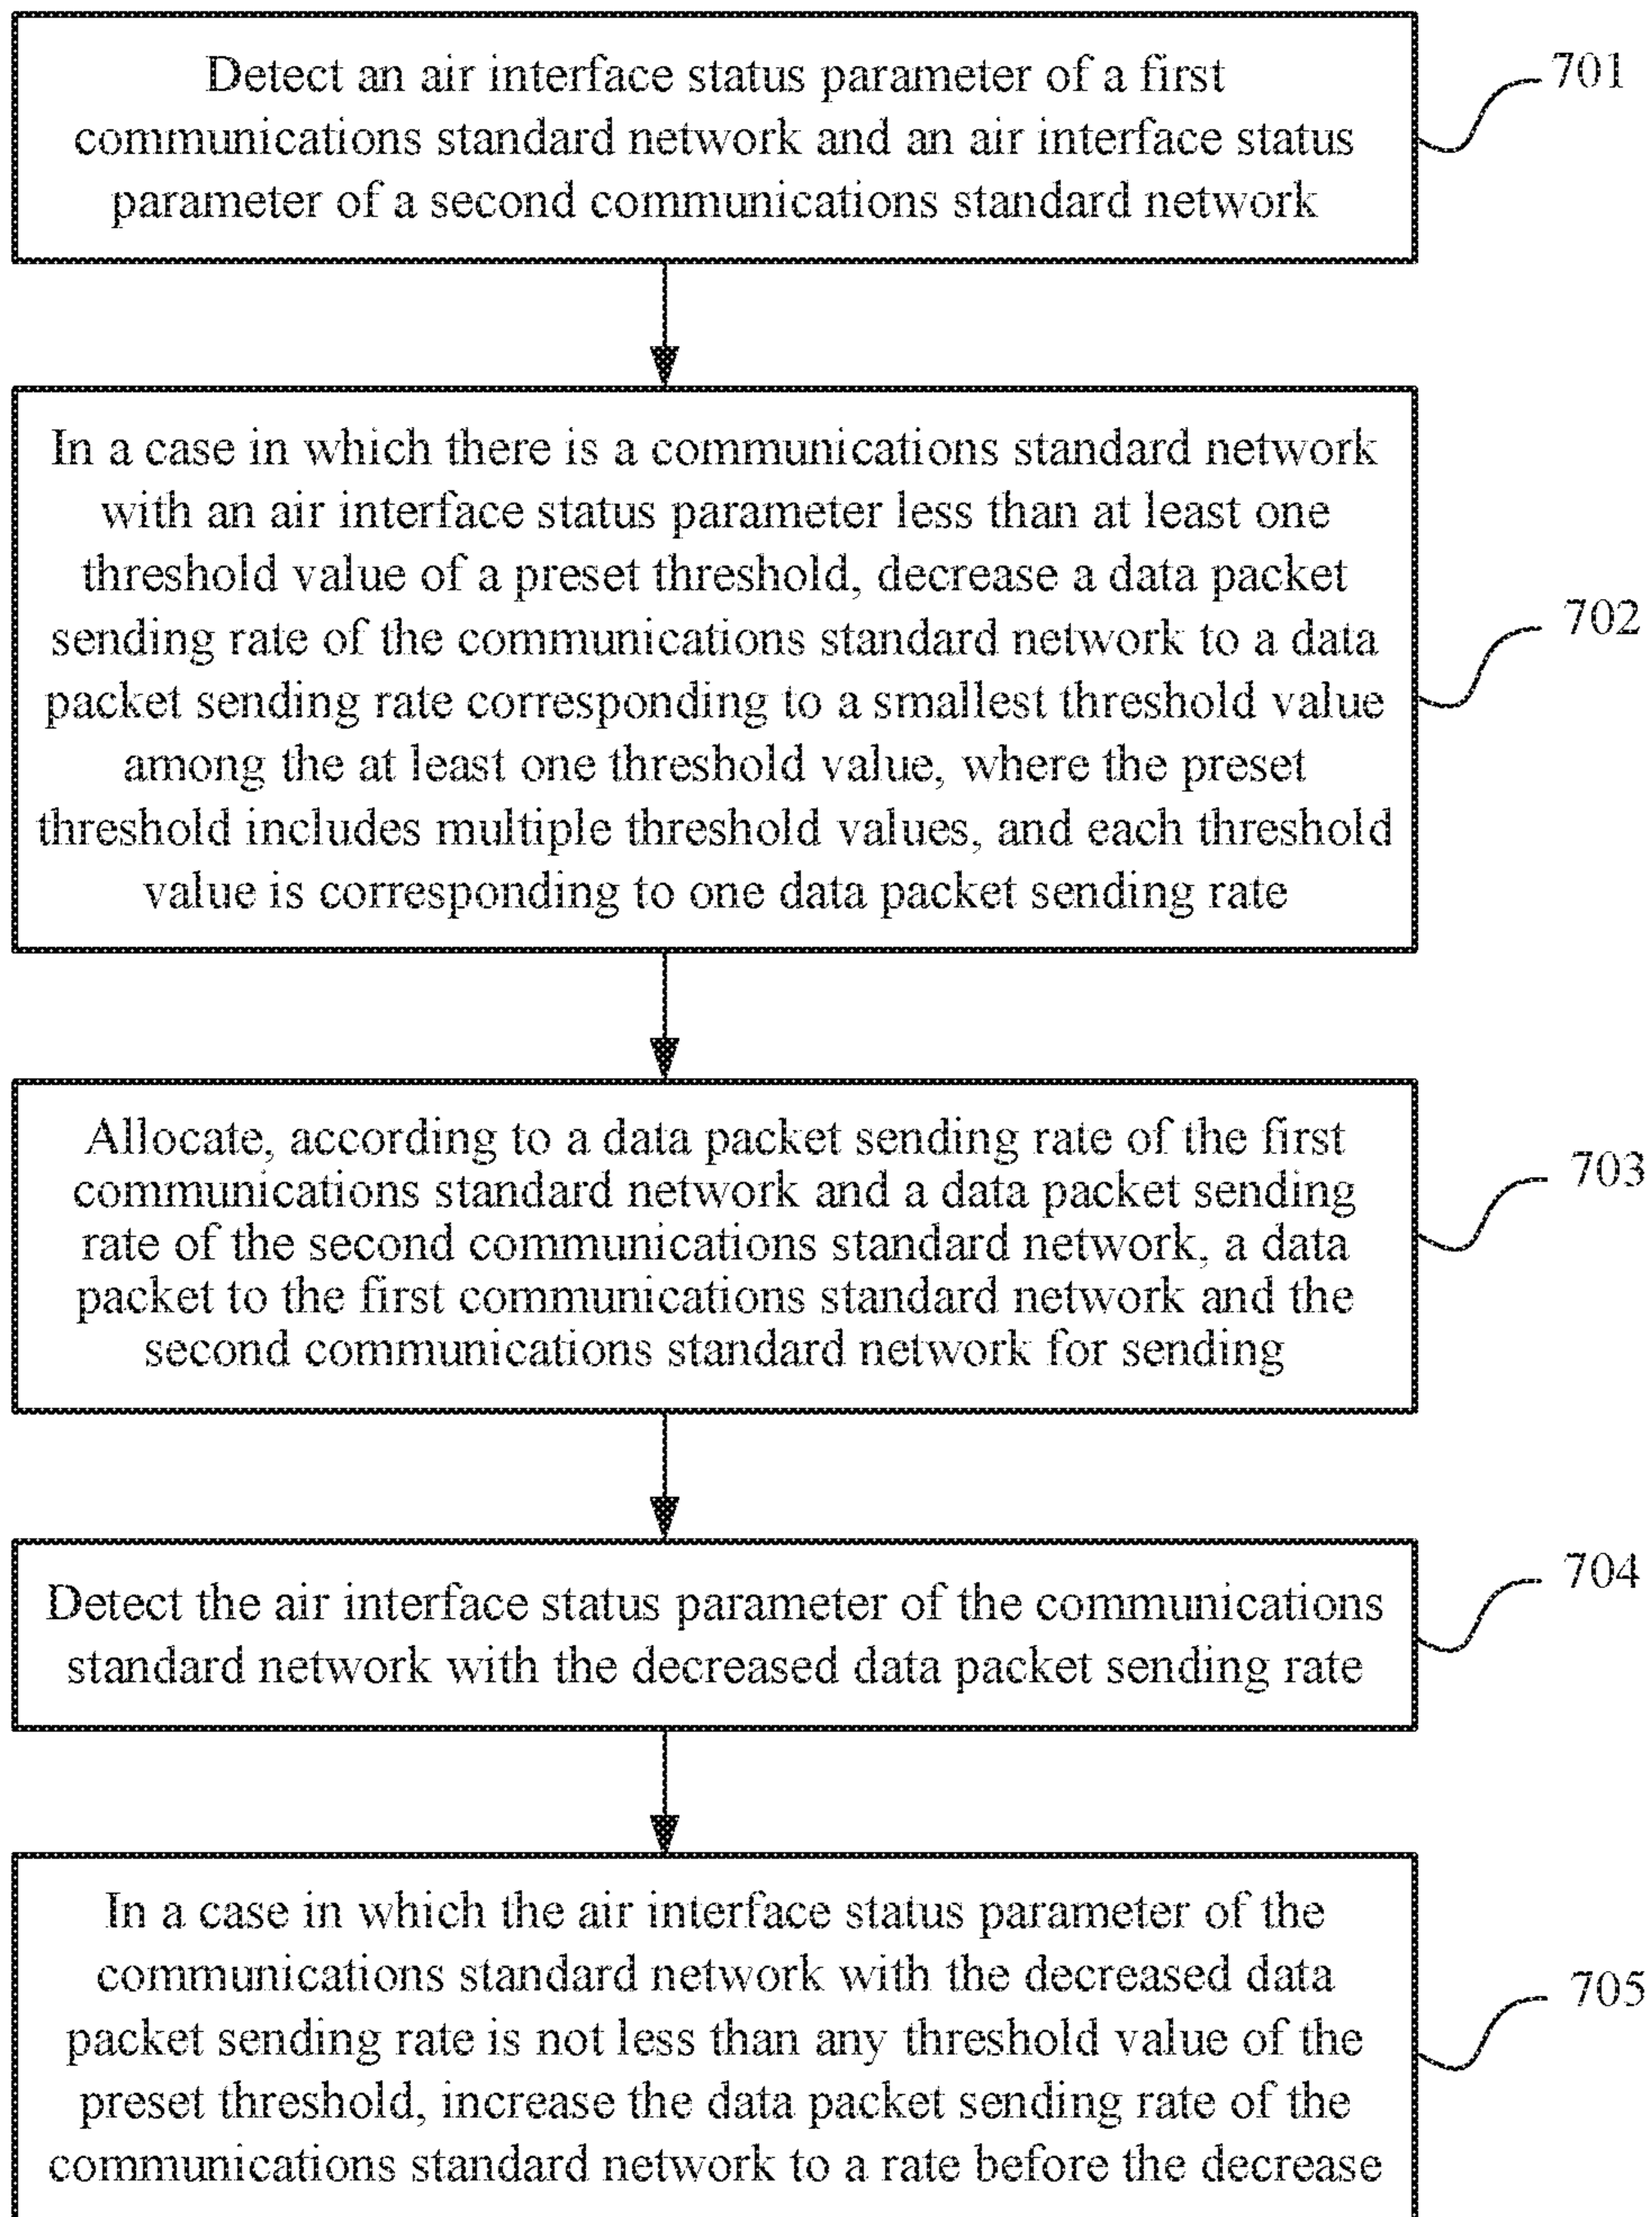 Detect an air interface status parameter of a first
communications standard network and an air interface status
parameter of a second communications standard network
701
In a case in which there is a communications standard network
with an air interface status parameter less than at least one
threshold value of a preset threshold, decrease a data packet
sending rate of the communications standard network to a data
packet sending rate corresponding to a smallest threshold value
among the at least one threshold value, where the preset
threshold includes multiple threshold values, and each threshold
value is corresponding to one data packet sending rate
702
Allocate, according to a data packet sending rate of the first
communications standard network and a data packet sending
rate of the second communications standard network, a data
packet to the first communications standard network and the
second communications standard network for sending
703
Detect the air interface status parameter of the communications
standard network with the decreased data packet sending rate
704
In a case in which the air interface status parameter of the
communications standard network with the decreased data
packet sending rate is not less than any threshold value of the
preset threshold, increase the data packet sending rate of the
communications standard network to a rate before the decrease
705